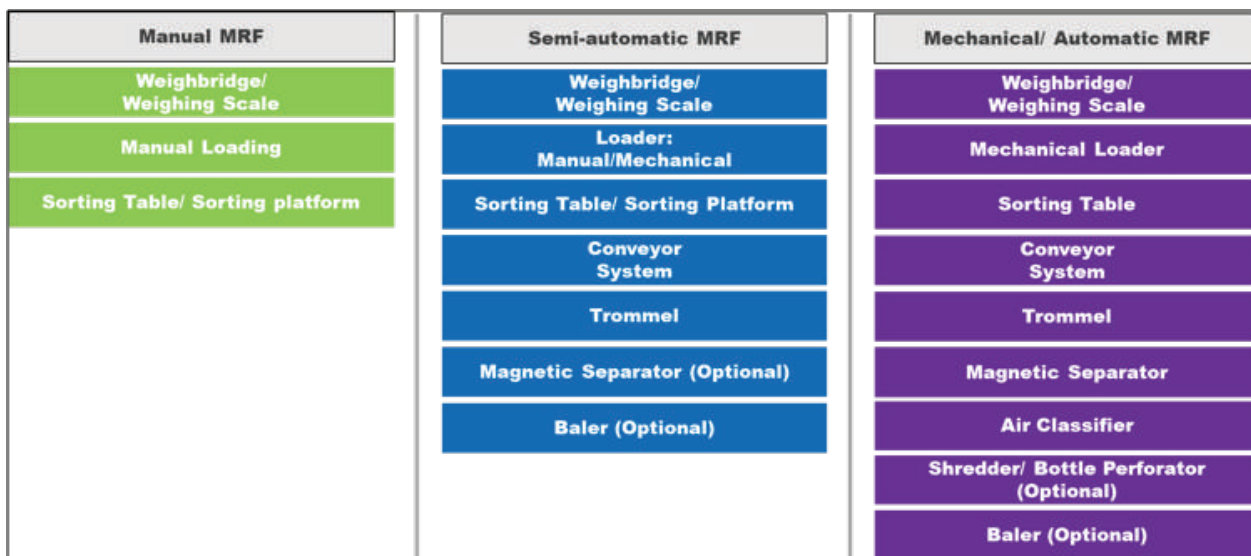 Manual MRF
Weighbridge/
Weighing Scale
Manual Loading
Sorting Table/ Sorting platform
Semi-automatic MRF
Weighbridge/
Weighing Scale
Loader:
Manual/Mechanical
Sorting Table/ Sorting Platform
Conveyor
System
Trommel
Magnetic Separator (Optional)
Baler (Optional)
Mechanical/ Automatic MRF
Weighbridge/
Weighing Scale
Mechanical Loader
Sorting Table
Conveyor
System
Trommel
Magnetic Separator
Air Classifier
Shredder/ Bottle Perforator
(Optional)
Baler (Optional)